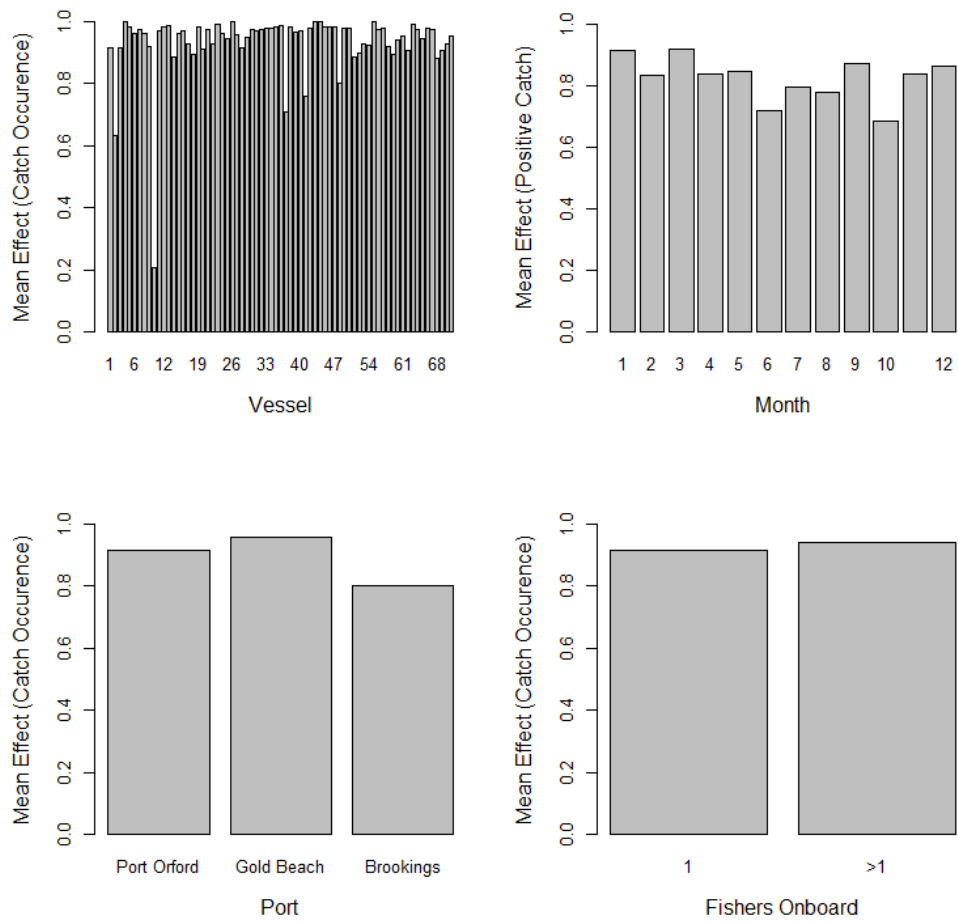 Mean Effect (Catch Occurence)
1.0
0.8
0.6
0.4
0.2
0.0
1 6 12 19 26 33 40 47 54 61 68
Vessel
Mean Effect (Positive Catch)
1.0
0.8
0.6
0.4
0.2
0.0
1 2 3 4 5 6 7 8 9 10 12
Month
Mean Effect (Catch Occurence)
1.0
0.8
0.6
0.4
0.2
0.0
Port Orford Gold Beach Brookings
Port
Mean Effect (Catch Occurence)
1.0
0.8
0.6
0.4
0.2
0.0
1 >1
Fishers Onboard